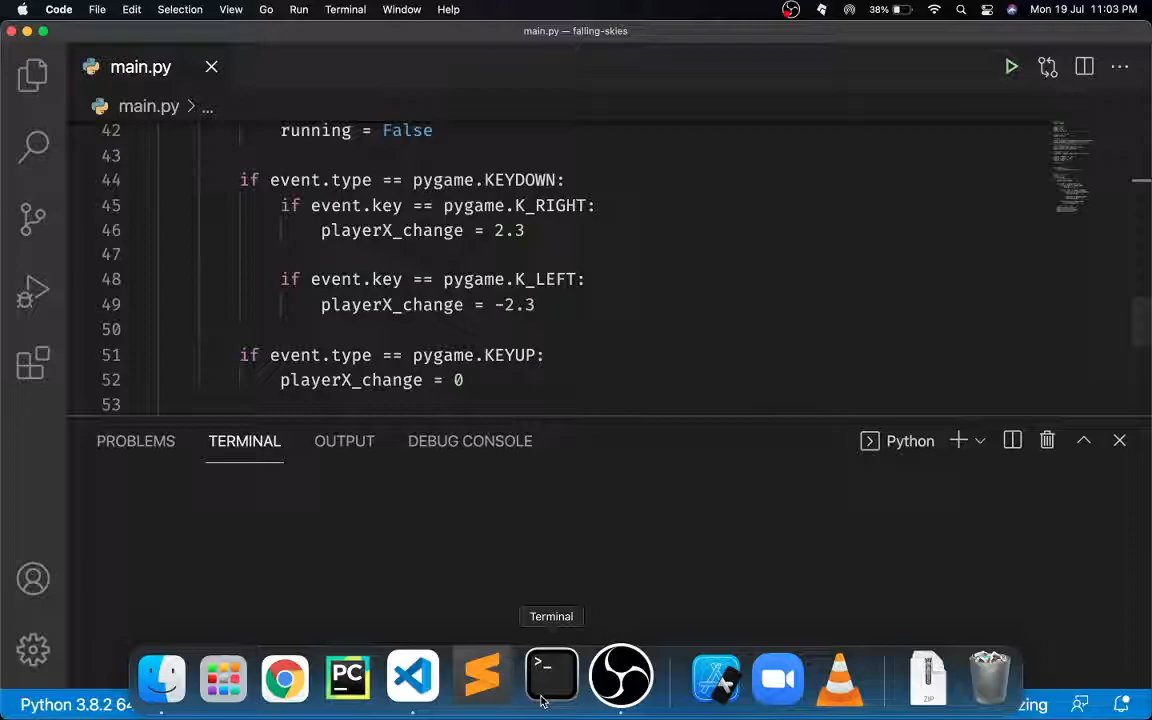 Code File Edit Selection View Go Run Terminal Window Help 38% Mon 19 Jul 11:03 PM
main.py — falling-skies
main.py
main.py > ...
42 running = False
43
44 if event.type == pygame.KEYDOWN:
45 if event.key == pygame.K_RIGHT:
46 playerX_change = 2.3
47
48 if event.key == pygame.K_LEFT:
49 playerX_change = -2.3
50
51 if event.type == pygame.KEYUP:
52 playerX_change = 0
53
PROBLEMS TERMINAL OUTPUT DEBUG CONSOLE Python
Terminal
PC
ZIP
Python 3.8.2 64 zing